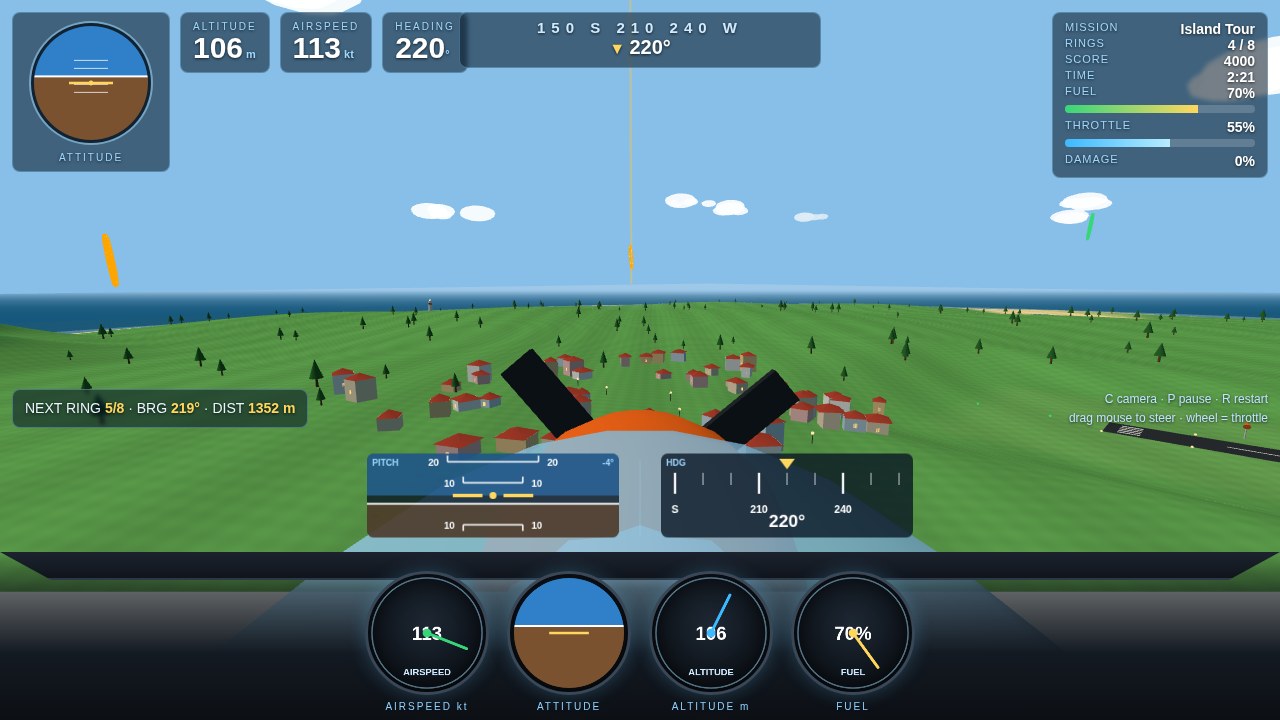 ALTITUDE
106 m
AIRSPEED
113 kt
HEADING
220°
150 S 210 240 W
▼ 220°
ATTITUDE
MISSION Island Tour
RINGS 4 / 8
SCORE 4000
TIME 2:21
FUEL 70%
THROTTLE 55%
DAMAGE 0%
NEXT RING 5/8 · BRG 219° · DIST 1352 m
C camera · P pause · R restart
drag mouse to steer · wheel = throttle
PITCH 20 20 -4°
10 10
10 10
HDG
S 210 240
220°
113
AIRSPEED
106
ALTITUDE
70%
FUEL
AIRSPEED kt
ATTITUDE
ALTITUDE m
FUEL